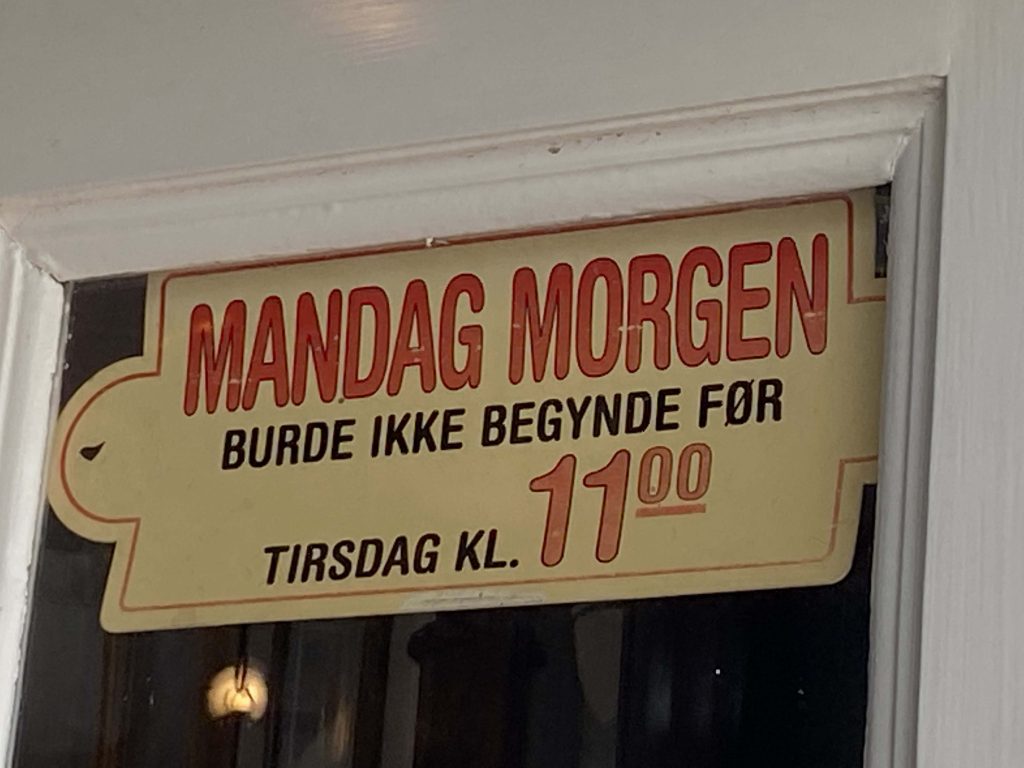 MANDAG MORGEN
BURDE IKKE BEGYNDE FØR
TIRSDAG KL. 1100